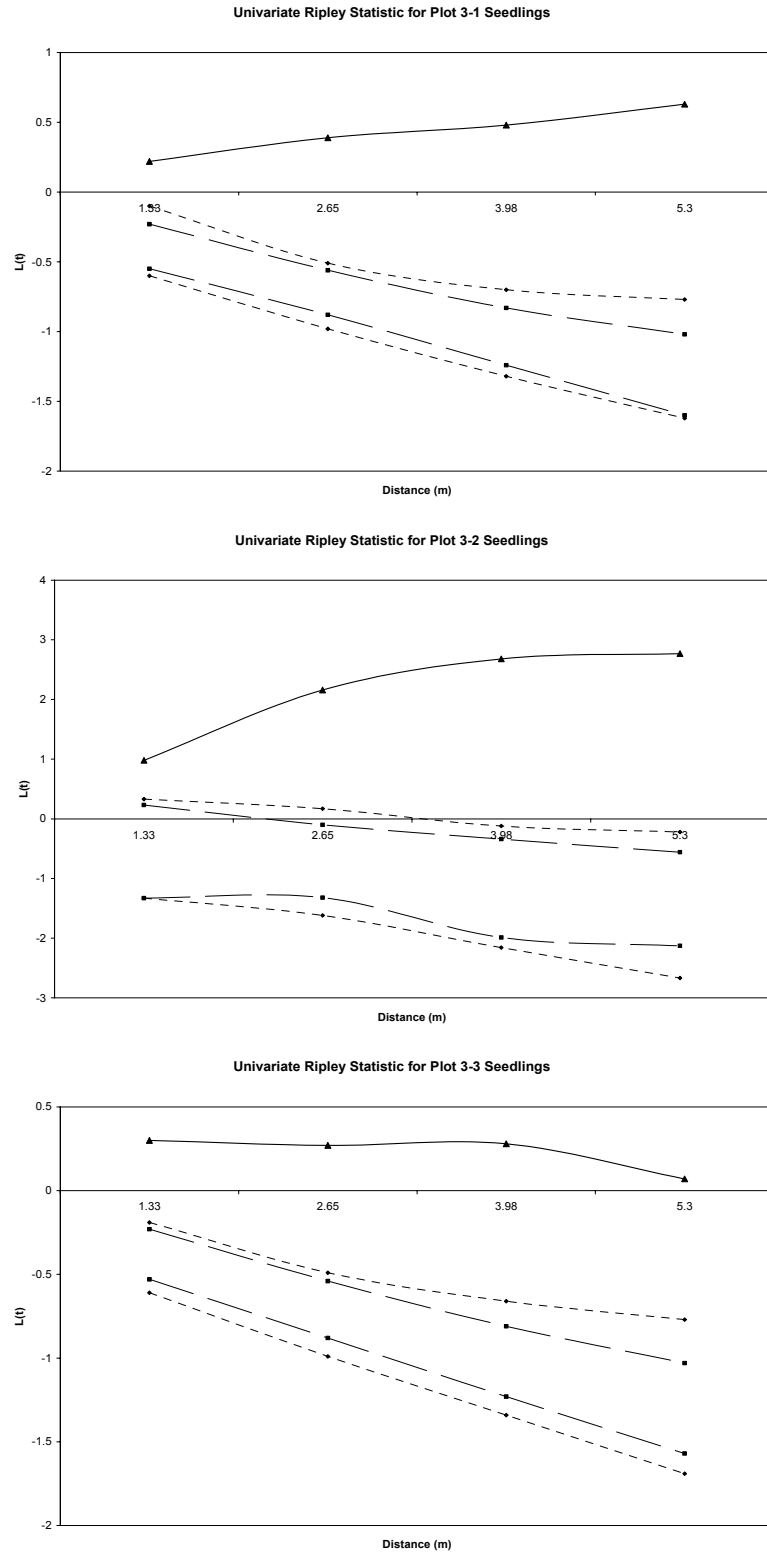 Univariate Ripley Statistic for Plot 3-1 Seedlings
1
0.5
0
-0.5
-1
-1.5
-2
1.33 2.65 3.98 5.3
L(t)
Distance (m)
Univariate Ripley Statistic for Plot 3-2 Seedlings
4
3
2
1
0
-1
-2
-3
1.33 2.65 3.98 5.3
L(t)
Distance (m)
Univariate Ripley Statistic for Plot 3-3 Seedlings
0.5
0
-0.5
-1
-1.5
-2
1.33 2.65 3.98 5.3
L(t)
Distance (m)